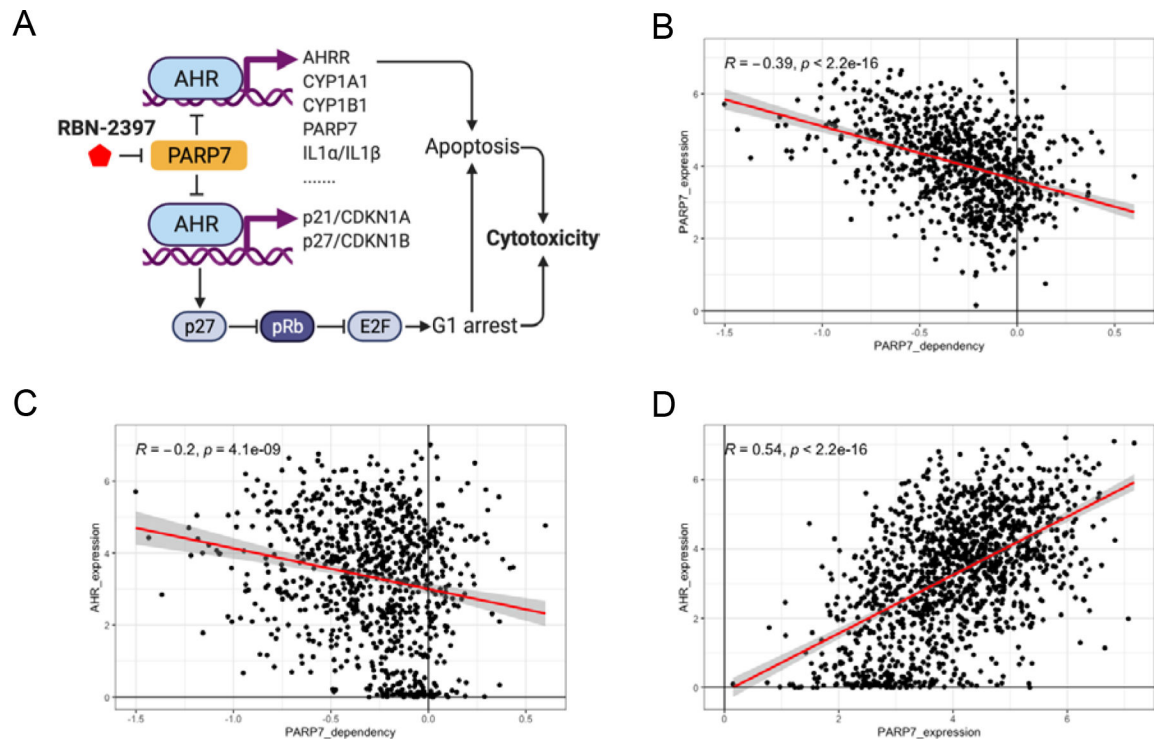 A
AHR
RBN-2397
PARP7
AHR
AHRR
CYP1A1
CYP1B1
PARP7
IL1α/IL1β
.......
p21/CDKN1A
p27/CDKN1B
Apoptosis
Cytotoxicity
p27
pRb
E2F
G1 arrest
B
R = −0.39, p < 2.2e-16
6
4
2
0
PARP7_expression
-1.5
-1.0
-0.5
0.0
0.5
PARP7_dependency
C
R = −0.2, p = 4.1e-09
6
4
2
0
AHR_expression
-1.5
-1.0
-0.5
0.0
0.5
PARP7_dependency
D
R = 0.54, p < 2.2e-16
6
4
2
0
AHR_expression
0
2
4
6
PARP7_expression